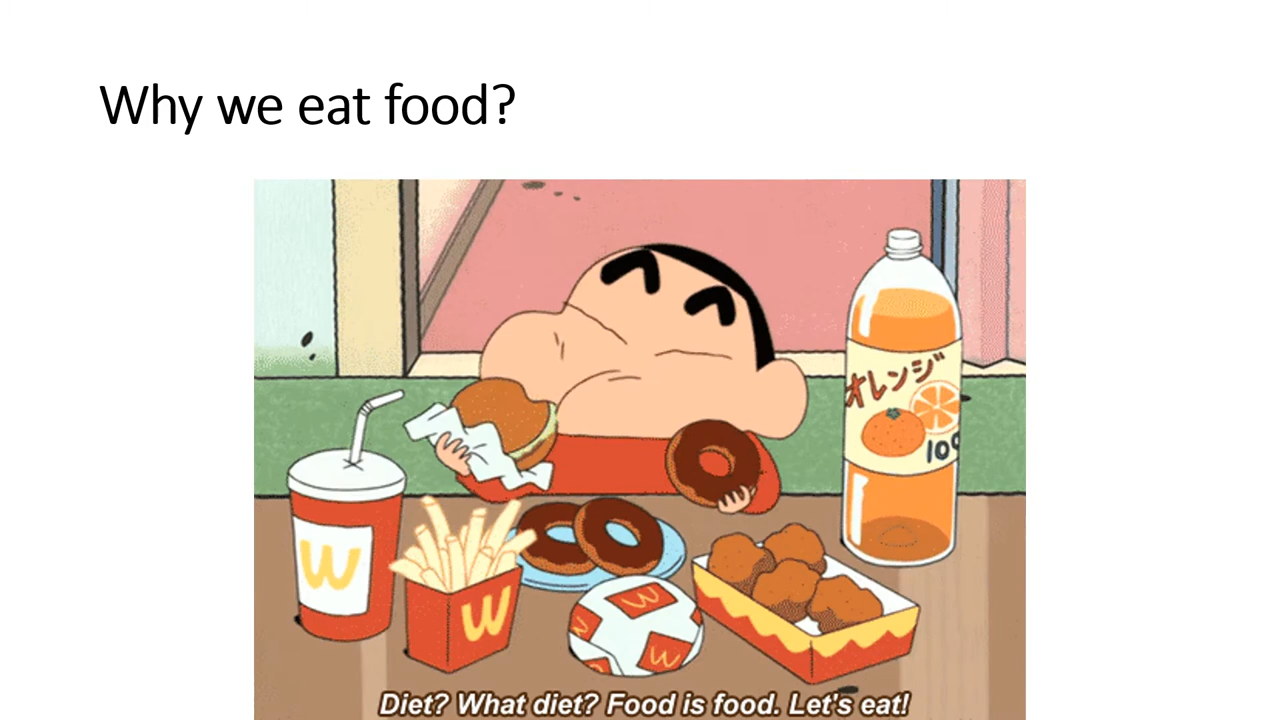 Why we eat food?
オレンジ
100
W
W
W
W
Diet? What diet? Food is food. Let's eat!